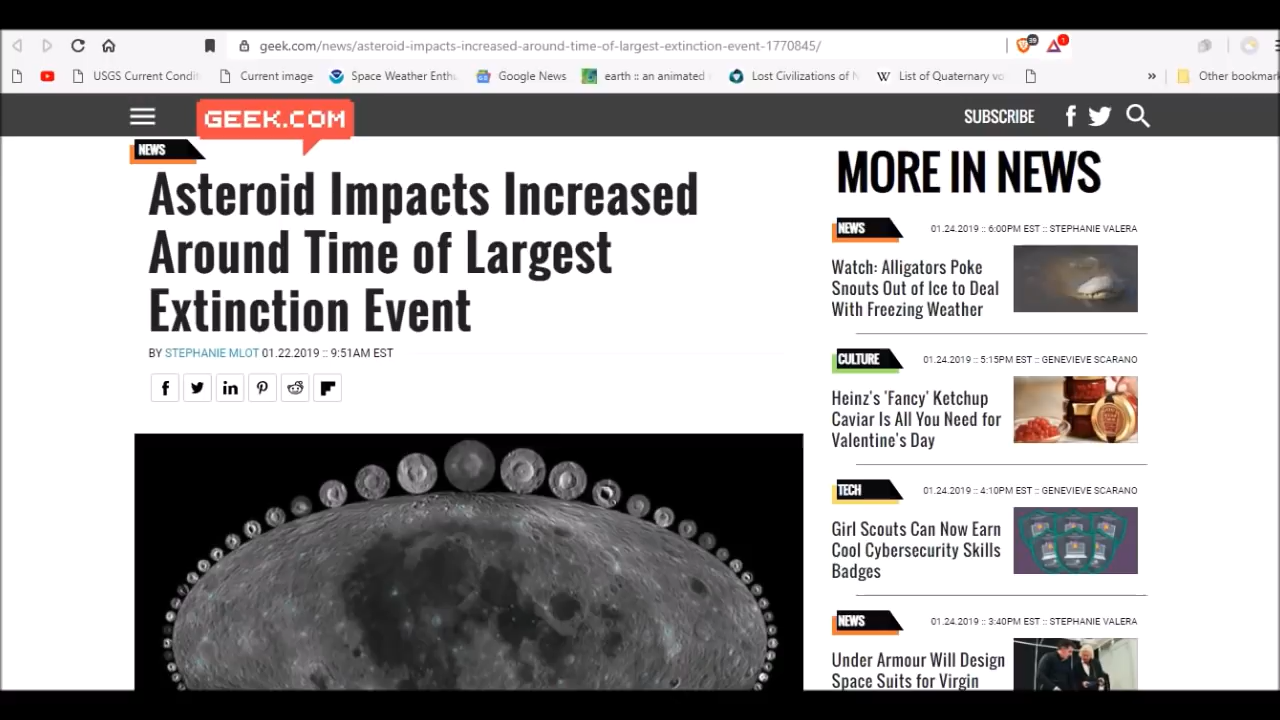 geek.com/news/asteroid-impacts-increased-around-time-of-largest-extinction-event-1770845/
39
1
USGS Current Condit
Current image
Space Weather Enthu
Google News
earth :: an animated
Lost Civilizations of N
W
List of Quaternary vo
»
Other bookmark
GEEK.COM
SUBSCRIBE
NEWS
Asteroid Impacts Increased
Around Time of Largest
Extinction Event
BY STEPHANIE MLOT 01.22.2019 :: 9:51AM EST
MORE IN NEWS
NEWS
01.24.2019 :: 6:00PM EST :: STEPHANIE VALERA
Watch: Alligators Poke
Snouts Out of Ice to Deal
With Freezing Weather
CULTURE
01.24.2019 :: 5:15PM EST :: GENEVIEVE SCARANO
Heinz's 'Fancy' Ketchup
Caviar Is All You Need for
Valentine's Day
TECH
01.24.2019 :: 4:10PM EST :: GENEVIEVE SCARANO
Girl Scouts Can Now Earn
Cool Cybersecurity Skills
Badges
NEWS
01.24.2019 :: 3:40PM EST :: STEPHANIE VALERA
Under Armour Will Design
Space Suits for Virgin